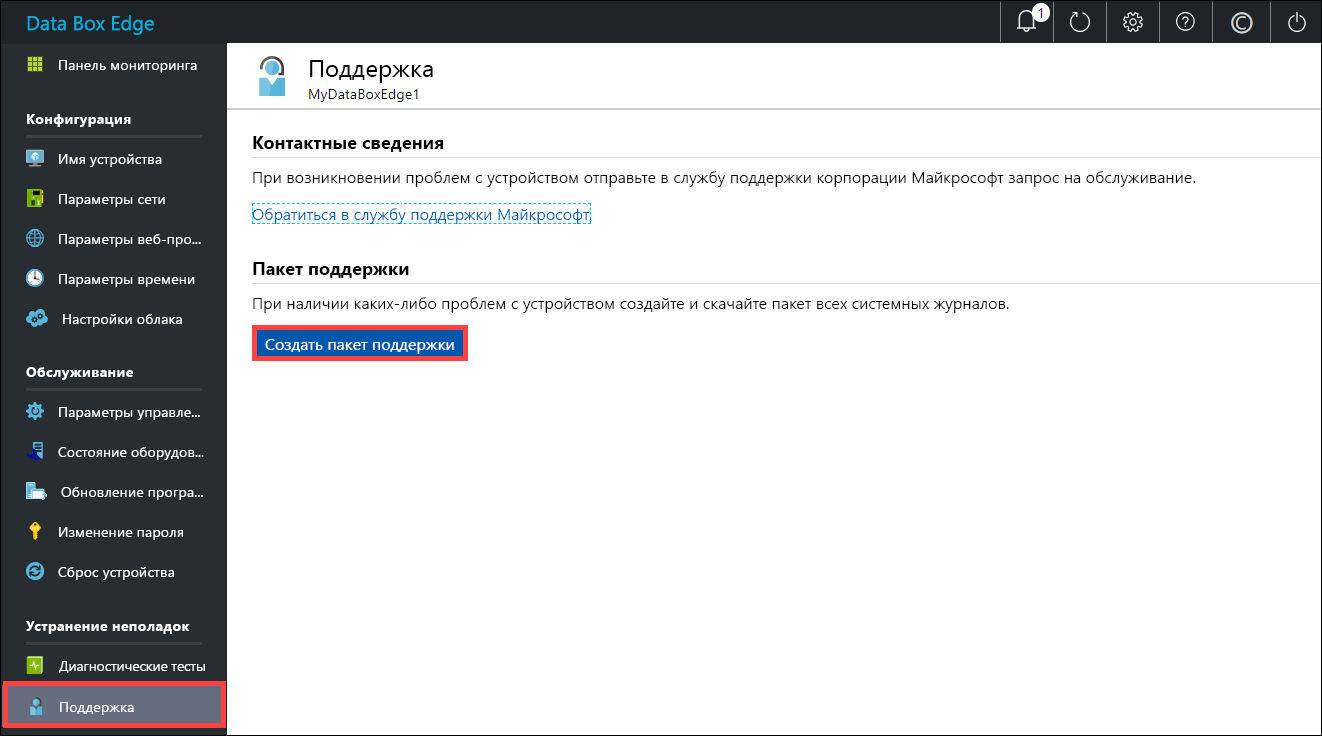 Data Box Edge
1
Панель мониторинга
Конфигурация
Имя устройства
Параметры сети
Параметры веб-про...
Параметры времени
Настройки облака
Обслуживание
Параметры управле...
Состояние оборудов...
Обновление програ...
Изменение пароля
Сброс устройства
Устранение неполадок
Диагностические тесты
Поддержка
Поддержка
MyDataBoxEdge1
Контактные сведения
При возникновении проблем с устройством отправьте в службу поддержки корпорации Майкрософт запрос на обслуживание.
Обратиться в службу поддержки Майкрософт
Пакет поддержки
При наличии каких-либо проблем с устройством создайте и скачайте пакет всех системных журналов.
Создать пакет поддержки